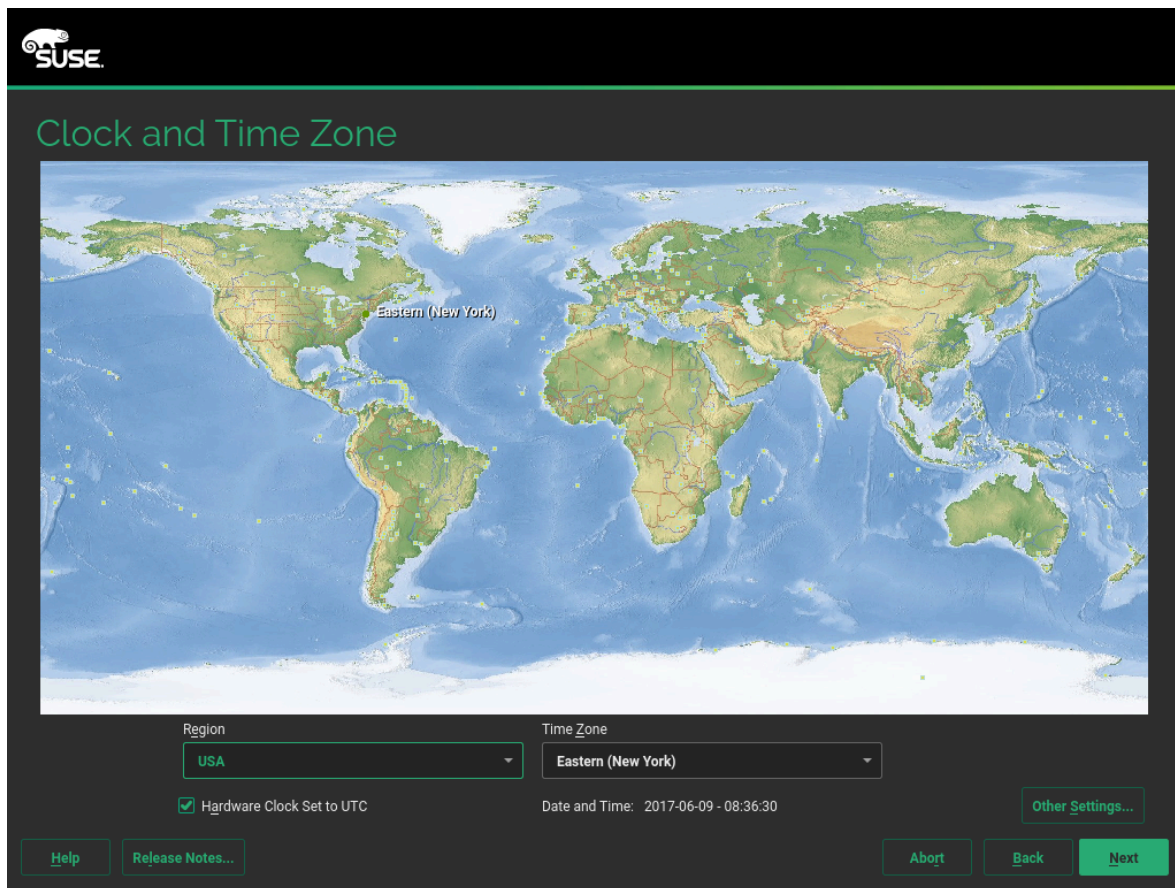 SUSE.
Clock and Time Zone
Eastern (New York)
Region
Time Zone
USA
Eastern (New York)
Hardware Clock Set to UTC
Date and Time: 2017-06-09 - 08:36:30
Other Settings...
Help
Release Notes...
Abort
Back
Next